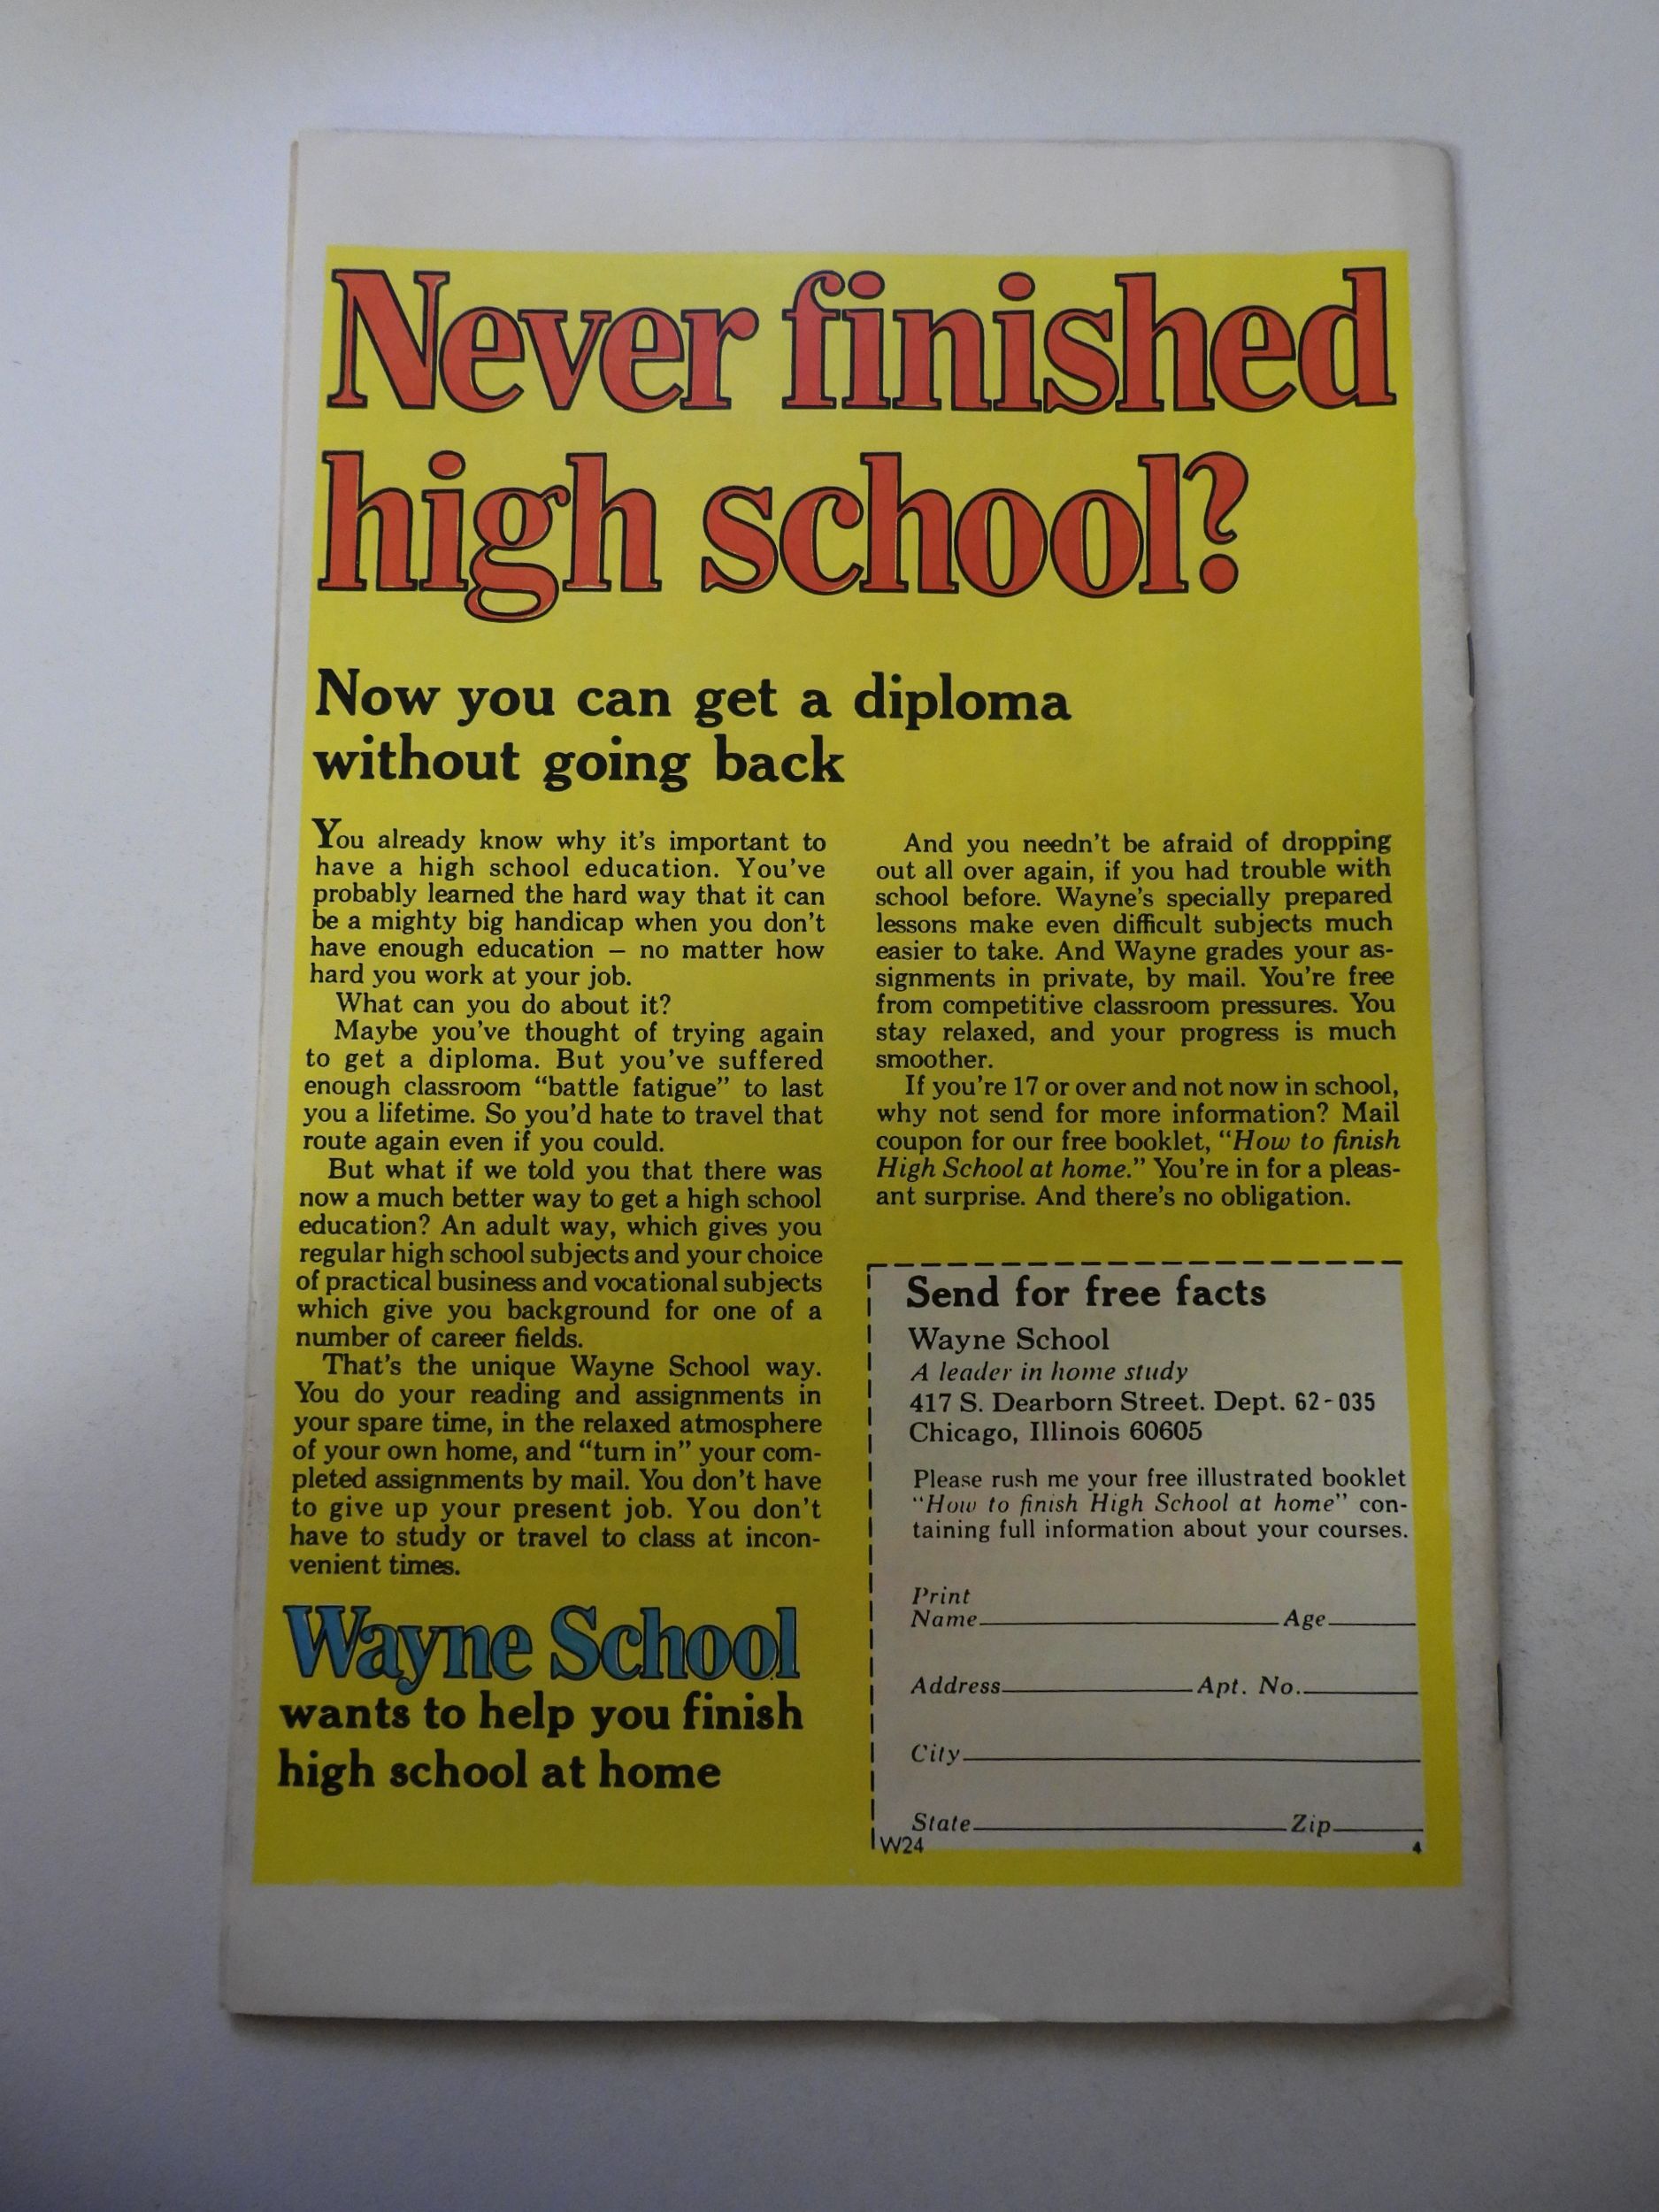 Never finished
high school?
Now you can get a diploma
without going back
You already know why it's important to
have a high school education. You've
probably learned the hard way that it can
be a mighty big handicap when you don't
have enough education – no matter how
hard you work at your job.
What can you do about it?
Maybe you've thought of trying again
to get a diploma. But you've suffered
enough classroom “battle fatigue” to last
you a lifetime. So you'd hate to travel that
route again even if you could.
But what if we told you that there was
now a much better way to get a high school
education? An adult way, which gives you
regular high school subjects and your choice
of practical business and vocational subjects
which give you background for one of a
number of career fields.
That's the unique Wayne School way.
You do your reading and assignments in
your spare time, in the relaxed atmosphere
of your own home, and “turn in” your com-
pleted assignments by mail. You don't have
to give up your present job. You don't
have to study or travel to class at incon-
venient times.
Wayne School
wants to help you finish
high school at home
And you needn't be afraid of dropping
out all over again, if you had trouble with
school before. Wayne's specially prepared
lessons make even difficult subjects much
easier to take. And Wayne grades your as-
signments in private, by mail. You're free
from competitive classroom pressures. You
stay relaxed, and your progress is much
smoother.
If you're 17 or over and not now in school,
why not send for more information? Mail
coupon for our free booklet, “How to finish
High School at home.” You're in for a pleas-
ant surprise. And there's no obligation.
Send for free facts
Wayne School
A leader in home study
417 S. Dearborn Street. Dept. 62-035
Chicago, Illinois 60605
Please rush me your free illustrated booklet
“How to finish High School at home” con-
taining full information about your courses.
Print
Name Age
Address Apt. No.
City
State Zip
W24 4